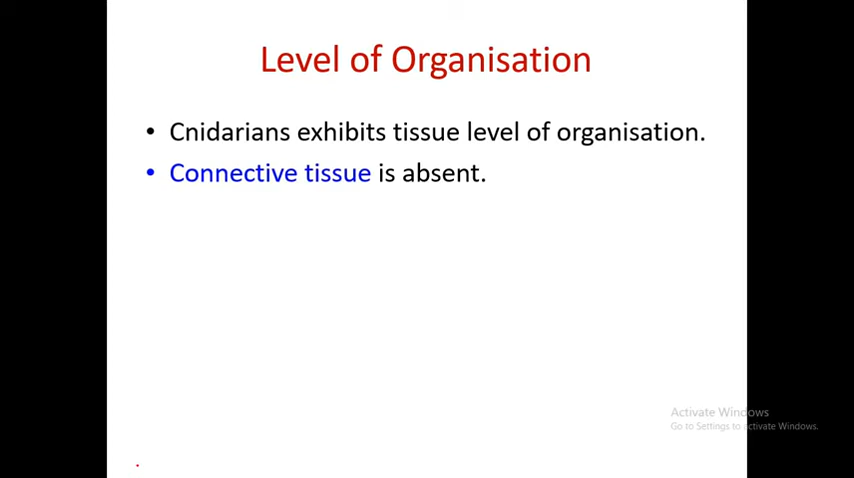 Level of Organisation
• Cnidarians exhibits tissue level of organisation.
• Connective tissue is absent.
Activate Windows
Go to Settings to activate Windows.